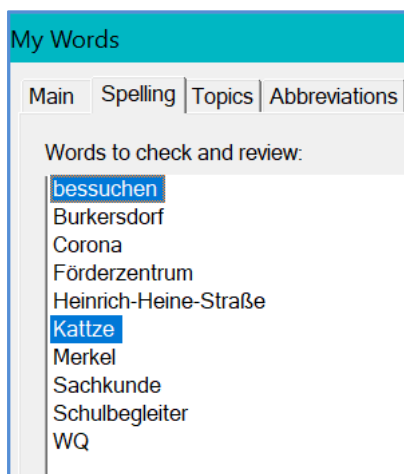 My Words
Main Spelling Topics Abbreviations
Words to check and review:
bessuchen
Burkersdorf
Corona
Förderzentrum
Heinrich-Heine-Straße
Kattze
Merkel
Sachkunde
Schulbegleiter
WQ